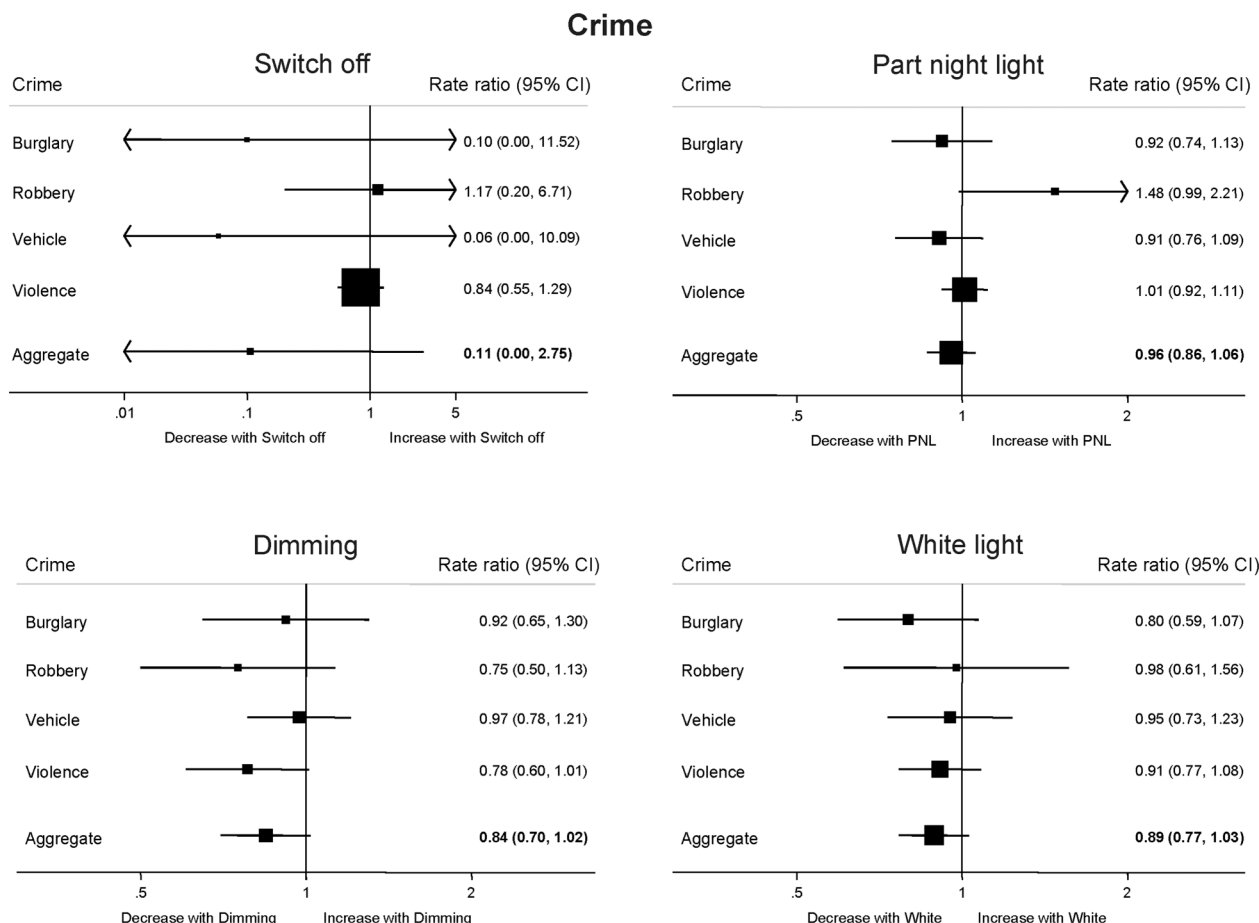 Crime
Switch off
Crime Rate ratio (95% CI)
Burglary 0.10 (0.00, 11.52)
Robbery 1.17 (0.20, 6.71)
Vehicle 0.06 (0.00, 10.09)
Violence 0.84 (0.55, 1.29)
Aggregate 0.11 (0.00, 2.75)
.01 .1 1 5
Decrease with Switch off Increase with Switch off
Part night light
Crime Rate ratio (95% CI)
Burglary 0.92 (0.74, 1.13)
Robbery 1.48 (0.99, 2.21)
Vehicle 0.91 (0.76, 1.09)
Violence 1.01 (0.92, 1.11)
Aggregate 0.96 (0.86, 1.06)
.5 1 2
Decrease with PNL Increase with PNL
Dimming
Crime Rate ratio (95% CI)
Burglary 0.92 (0.65, 1.30)
Robbery 0.75 (0.50, 1.13)
Vehicle 0.97 (0.78, 1.21)
Violence 0.78 (0.60, 1.01)
Aggregate 0.84 (0.70, 1.02)
.5 1 2
Decrease with Dimming Increase with Dimming
White light
Crime Rate ratio (95% CI)
Burglary 0.80 (0.59, 1.07)
Robbery 0.98 (0.61, 1.56)
Vehicle 0.95 (0.73, 1.23)
Violence 0.91 (0.77, 1.08)
Aggregate 0.89 (0.77, 1.03)
.5 1 2
Decrease with White Increase with White